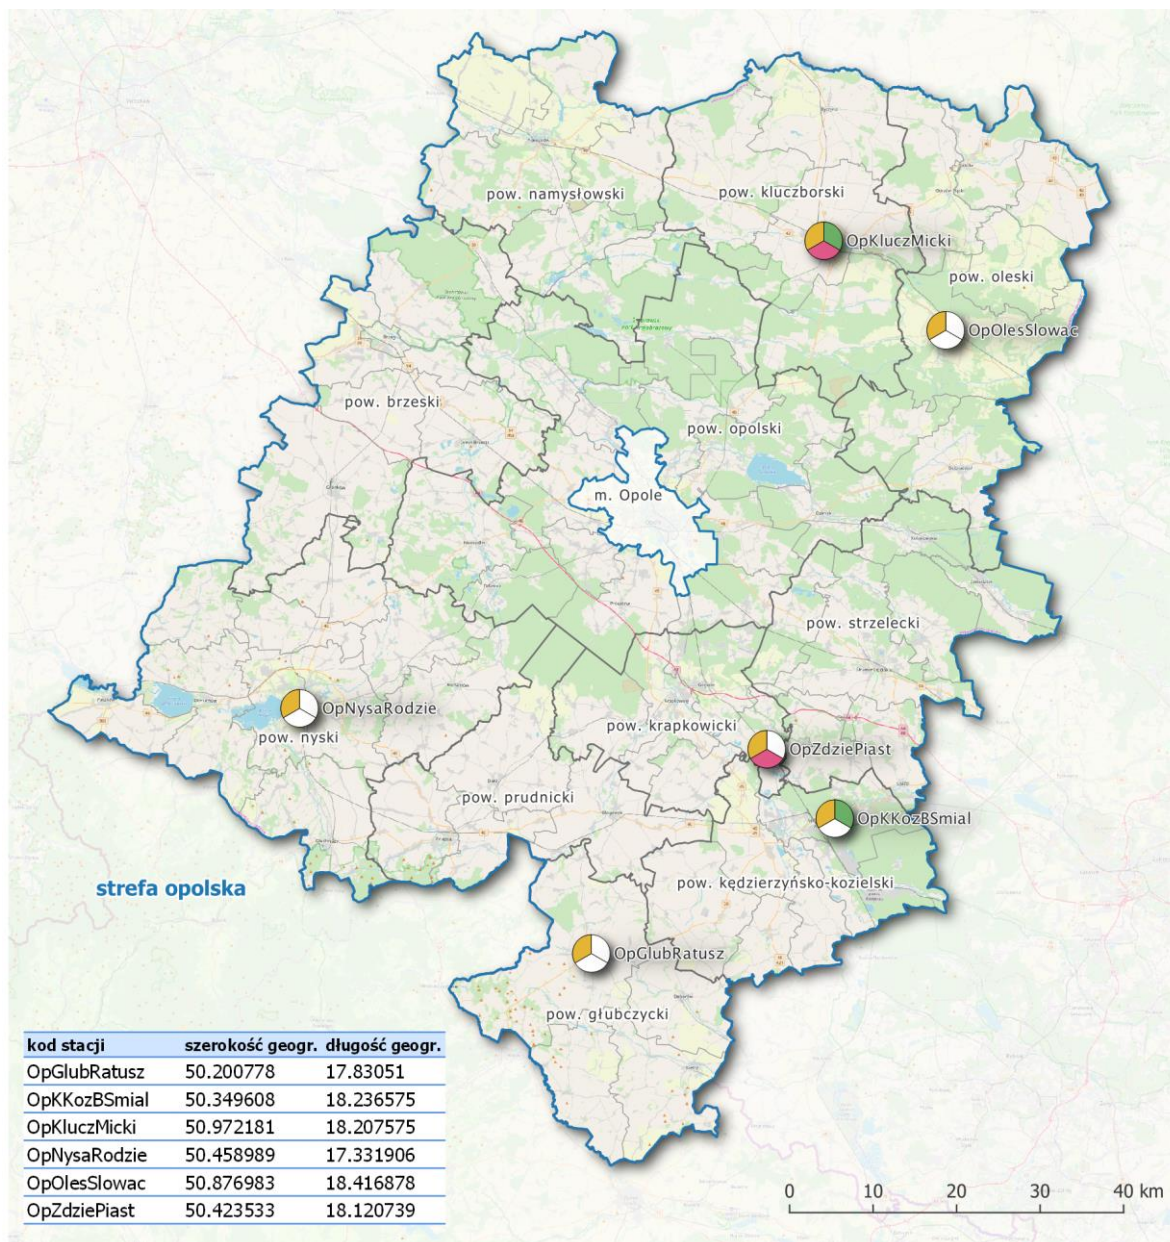 pow. namysłowski
pow. kluczborski
OpKluczMicki
pow. oleski
OpOlesSlowac
pow. brzeski
pow. opolski
m. Opole
pow. strzelecki
OpNysaRodzie
pow. nyski
pow. krapkowicki
OpZdziePiast
pow. prudnicki
OpKKozBSmial
strefa opolska
pow. kędzierzyńsko-kozielski
OpGlubRatusz
pow. głubczycki
kod stacji szerokość geogr. długość geogr.
OpGlubRatusz 50.200778 17.83051
OpKKozBSmial 50.349608 18.236575
OpKluczMicki 50.972181 18.207575
OpNysaRodzie 50.458989 17.331906
OpOlesSlowac 50.876983 18.416878
OpZdziePiast 50.423533 18.120739
0 10 20 30 40 km